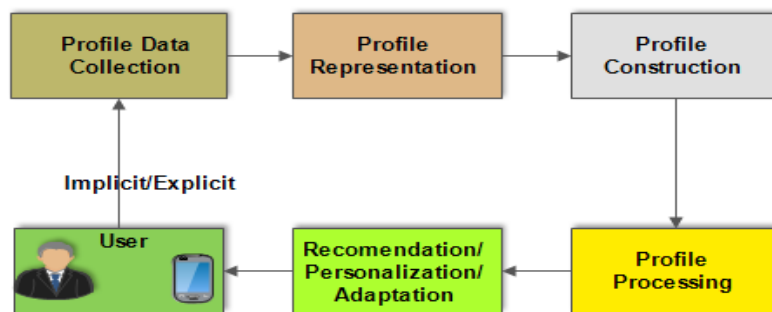 Profile Data
Collection
Profile
Representation
Profile
Construction
Implicit/Explicit
User
Recomendation/
Personalization/
Adaptation
Profile
Processing